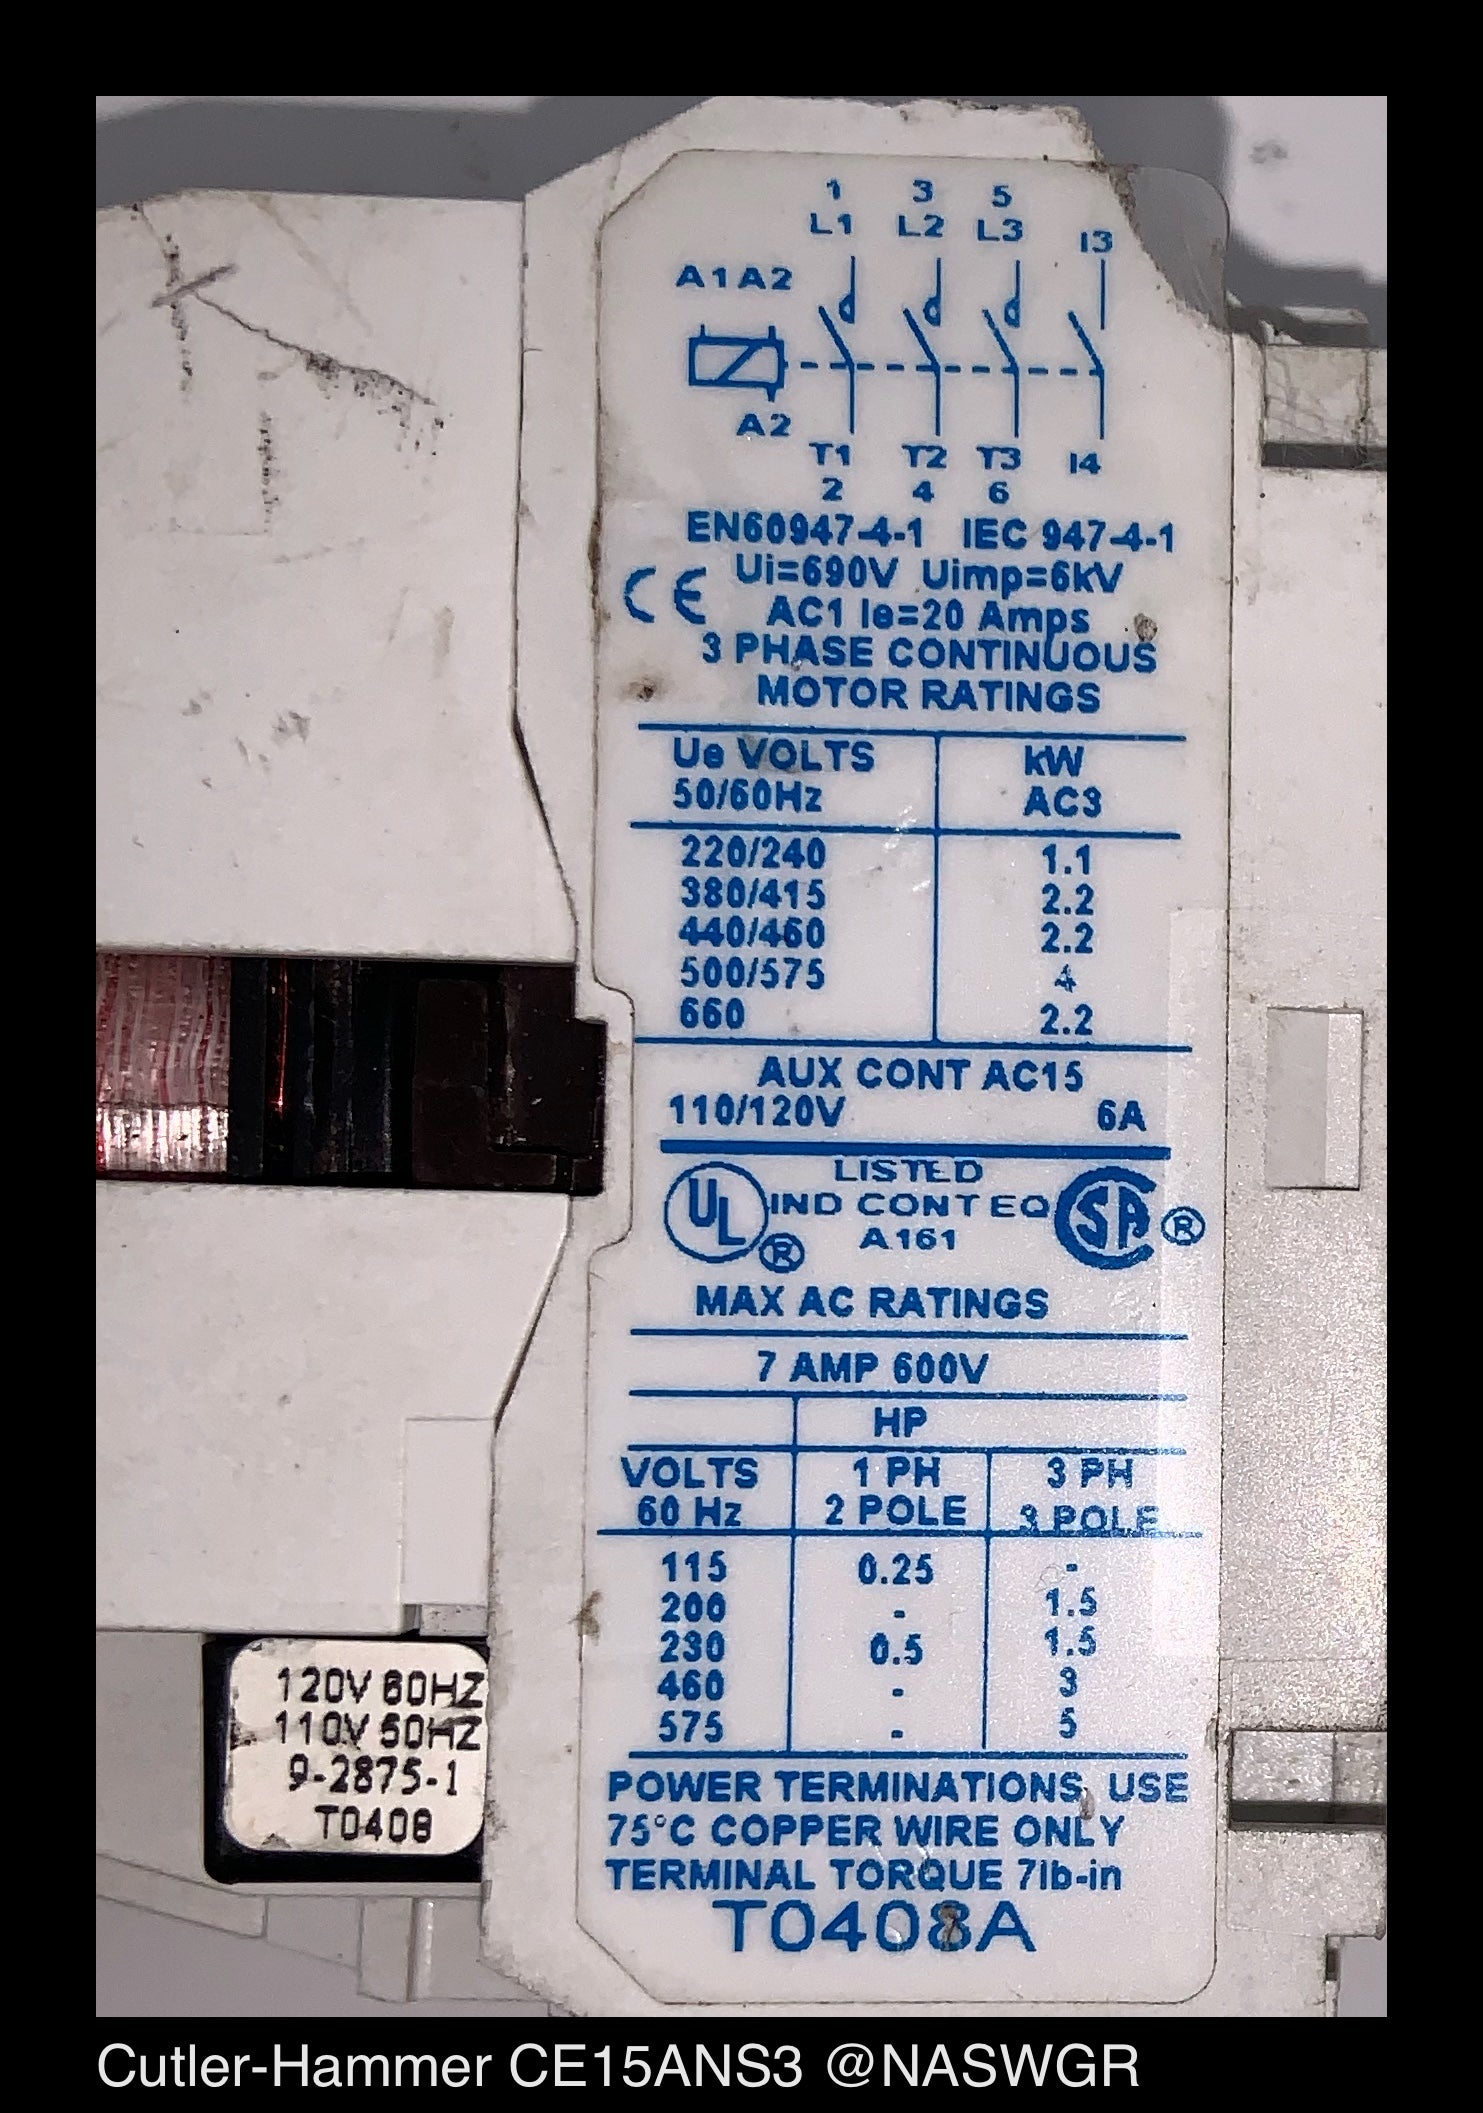 1 3 5
L1 L2 L3 13
A1 A2
A2
T1 T2 T3 14
2 4 6
EN60947-4-1 IEC 947-4-1
CE Ui=690V Uimp=6kV
AC1 Ie=20 Amps
3 PHASE CONTINUOUS
MOTOR RATINGS
Ue VOLTS kW
50/60Hz AC3
220/240 1.1
380/415 2.2
440/460 2.2
500/575 4
660 2.2
AUX CONT AC15
110/120V 6A
UL® LISTED
IND CONT EQ
A161
SA®
MAX AC RATINGS
7 AMP 600V
HP
VOLTS 1 PH 3 PH
60 Hz 2 POLE 3 POLE
115 0.25 -
200 - 1.5
230 0.5 1.5
460 - 3
575 - 5
POWER TERMINATIONS, USE
75°C COPPER WIRE ONLY
TERMINAL TORQUE 7lb-in
T0408A
120V 60HZ
110V 50HZ
9-2875-1
T0408
Cutler-Hammer CE15ANS3 @NASWGR